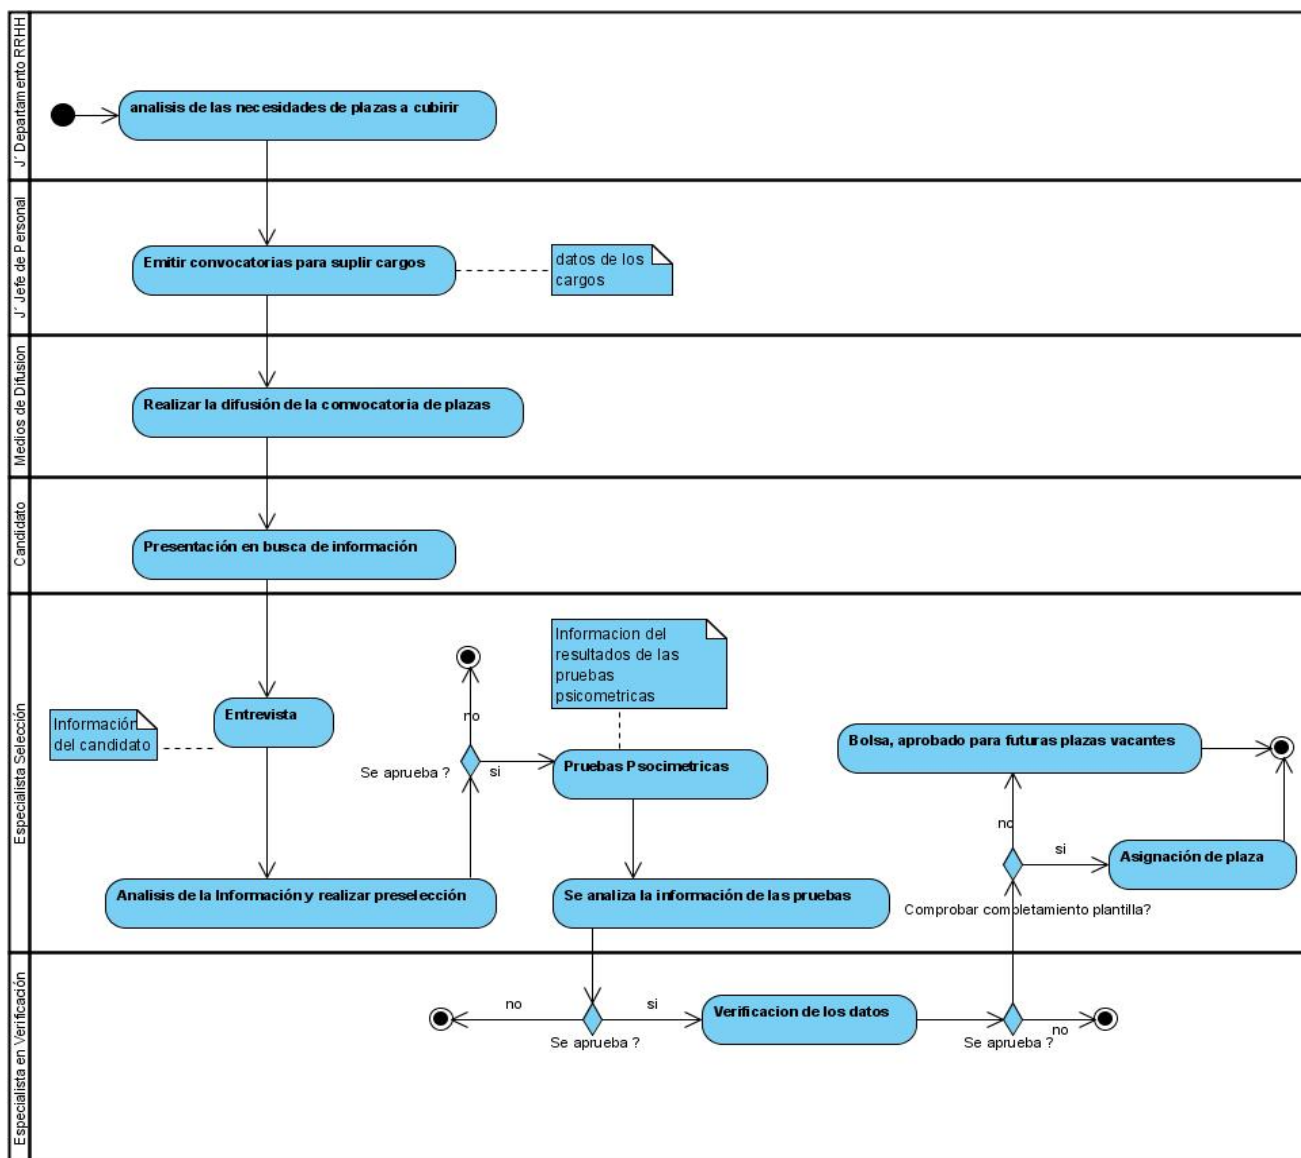 J´ Departamento RRHH
analisis de las necesidades de plazas a cubirir
J´ Jefe de Personal
Emitir convocatorias para suplir cargos
datos de los
cargos
Medios de Difusion
Realizar la difusión de la comvocatoria de plazas
Candidato
Presentación en busca de información
Especialista Selección
Informacion del
resultados de las
pruebas
psicometricas
Entrevista
Información
del candidato
no
Se aprueba ?
si
Pruebas Psocimetricas
Bolsa, aprobado para futuras plazas vacantes
no
si
Asignación de plaza
Analisis de la Información y realizar preselección
Se analiza la información de las pruebas
Comprobar completamiento plantilla?
Especialista en Verificación
no
si
Verificacion de los datos
Se aprueba ?
Se aprueba ?
no